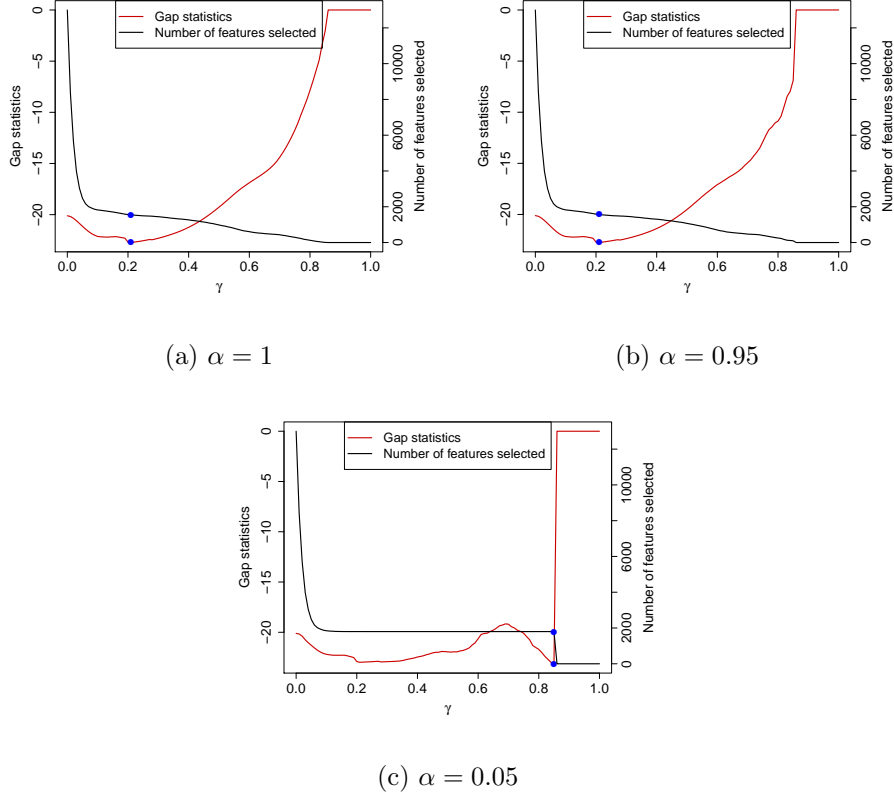 Gap statistics
Number of features selected
0
−5
−10
−15
−20
Gap statistics
0
2000
6000
10000
Number of features selected
0.0 0.2 0.4 0.6 0.8 1.0
γ
(a) α = 1
Gap statistics
Number of features selected
0
−5
−10
−15
−20
Gap statistics
0
2000
6000
10000
Number of features selected
0.0 0.2 0.4 0.6 0.8 1.0
γ
(b) α = 0.95
Gap statistics
Number of features selected
0
−5
−10
−15
−20
Gap statistics
0
2000
6000
10000
Number of features selected
0.0 0.2 0.4 0.6 0.8 1.0
γ
(c) α = 0.05